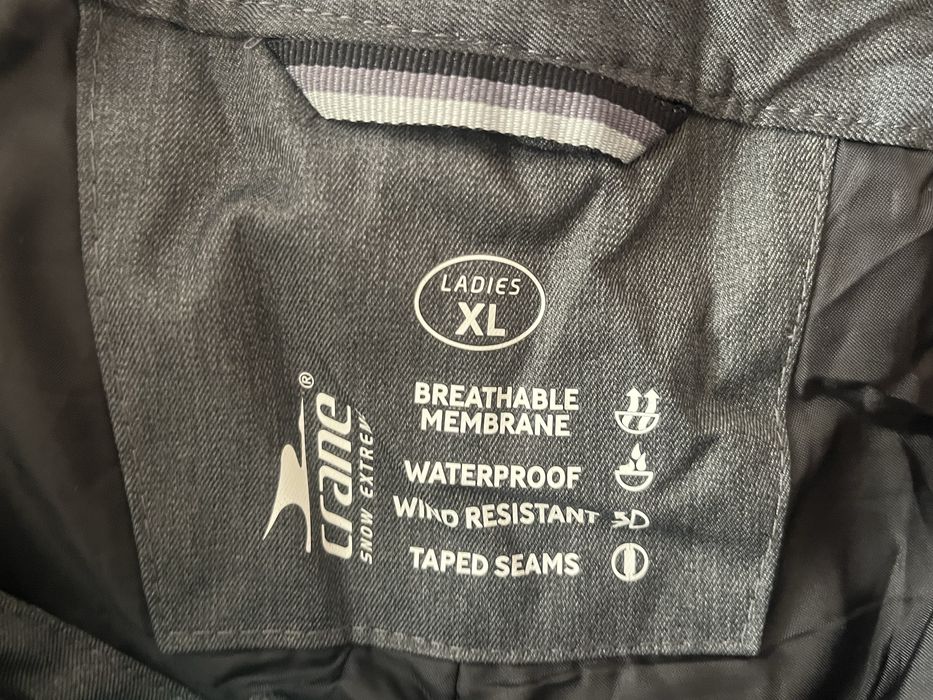 LADIES
XL
BREATHABLE
MEMBRANE
WATERPROOF
WIND RESISTANT
TAPED SEAMS
crane®
SNOW EXTREM